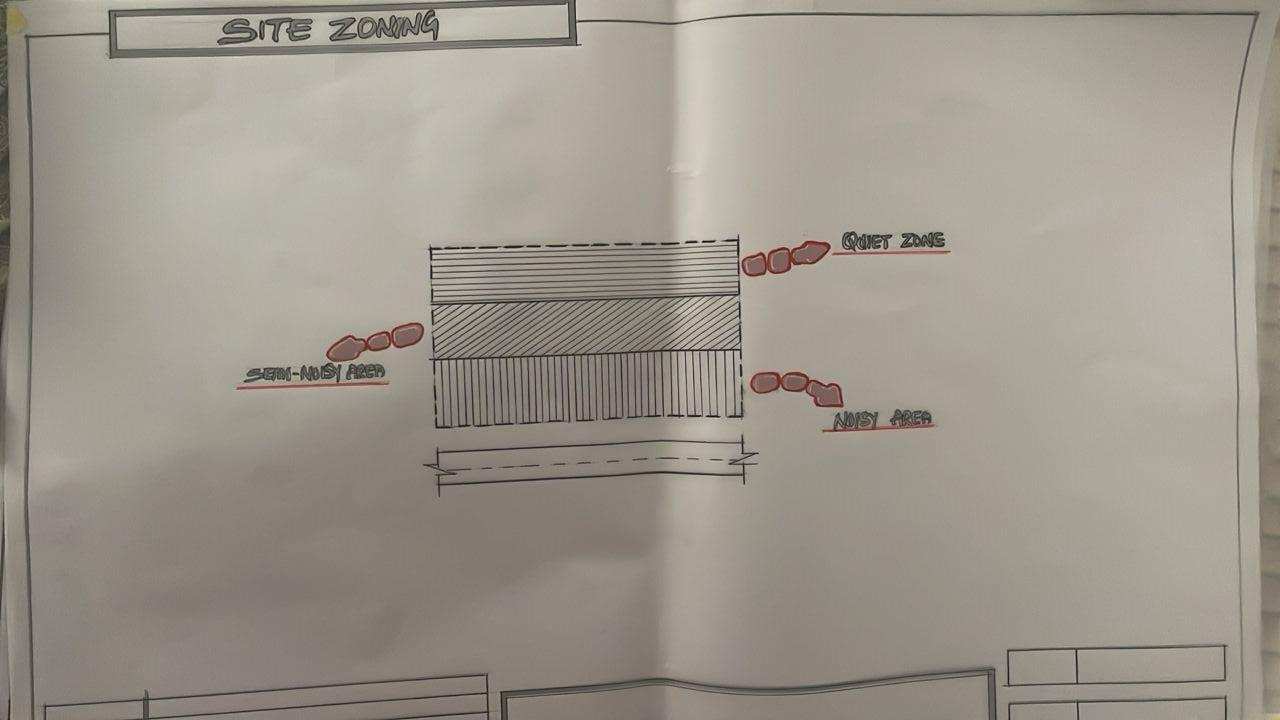 SITE ZONING
QUIET ZONE
SEMI-NOISY AREA
NOISY AREA